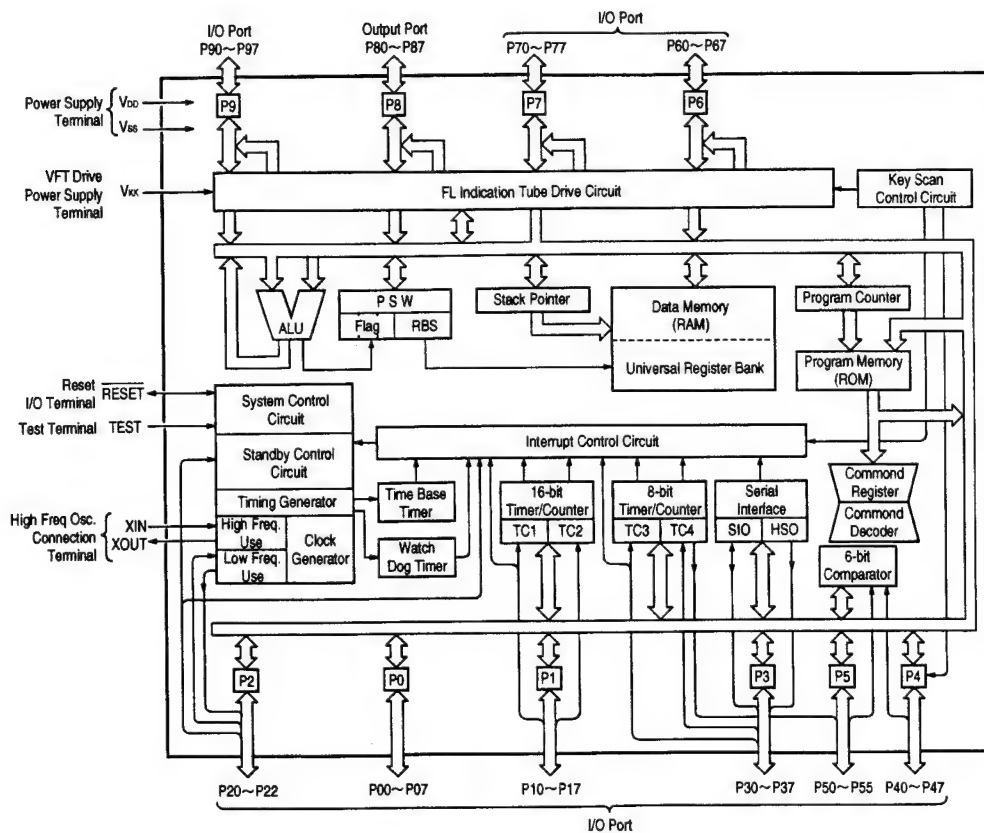 I/O Port
P90~P97
Output Port
P80~P87
I/O Port
P70~P77
P60~P67
Power Supply
Terminal
VDD
VSS
P9
P8
P7
P6
VFT Drive
Power Supply
Terminal
VKK
FL Indication Tube Drive Circuit
Key Scan
Control Circuit
ALU
P S W
Flag
RBS
Stack Pointer
Data Memory
(RAM)
Universal Register Bank
Program Counter
Program Memory
(ROM)
Reset
I/O Terminal
RESET
Test Terminal
TEST
System Control
Circuit
Standby Control
Circuit
Timing Generator
High Freq.
Use
Low Freq.
Use
Clock
Generator
High Freq Osc.
Connection
Terminal
XIN
XOUT
Interrupt Control Circuit
Time Base
Timer
Watch
Dog Timer
16-bit
Timer/Counter
TC1
TC2
8-bit
Timer/Counter
TC3
TC4
Serial
Interface
SIO
HSO
Commond
Register
Commond
Decoder
6-bit
Comparator
P2
P0
P1
P3
P5
P4
P20~P22
P00~P07
P10~P17
P30~P37
P50~P55
P40~P47
I/O Port